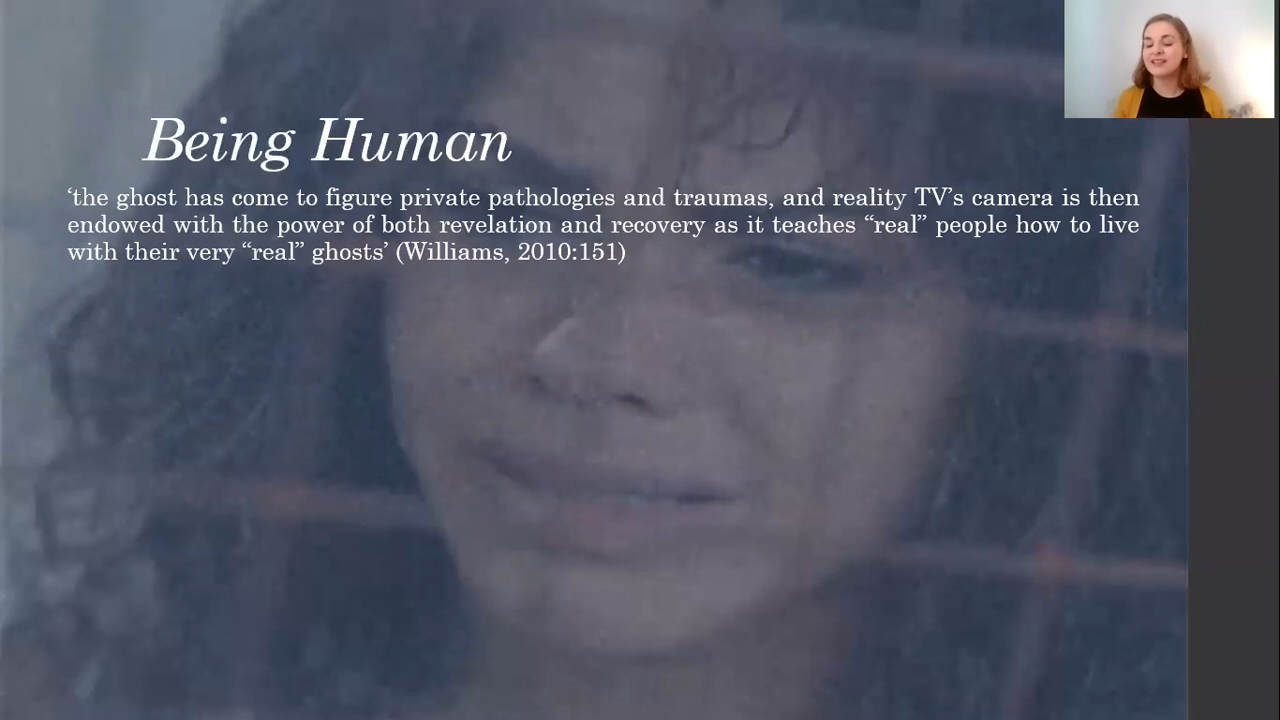 Being Human
‘the ghost has come to figure private pathologies and traumas, and reality TV’s camera is then
endowed with the power of both revelation and recovery as it teaches “real” people how to live
with their very “real” ghosts’ (Williams, 2010:151)